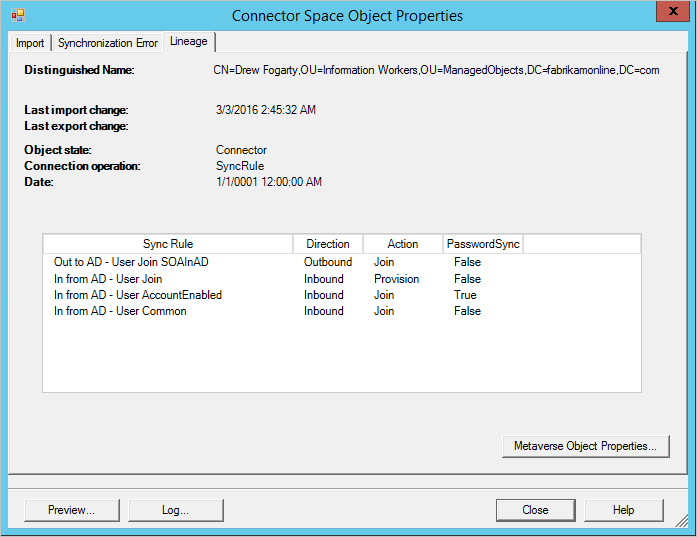 Connector Space Object Properties
x
Import Synchronization Error Lineage
Distinguished Name: CN=Drew Fogarty,OU=Information Workers,OU=ManagedObjects,DC=fabrikamonline,DC=com
Last import change: 3/3/2016 2:45:32 AM
Last export change:
Object state: Connector
Connection operation: SyncRule
Date: 1/1/0001 12:00:00 AM
Sync Rule Direction Action PasswordSync
Out to AD - User Join SOAInAD Outbound Join False
In from AD - User Join Inbound Provision False
In from AD - User AccountEnabled Inbound Join True
In from AD - User Common Inbound Join False
Metaverse Object Properties...
Preview... Log... Close Help